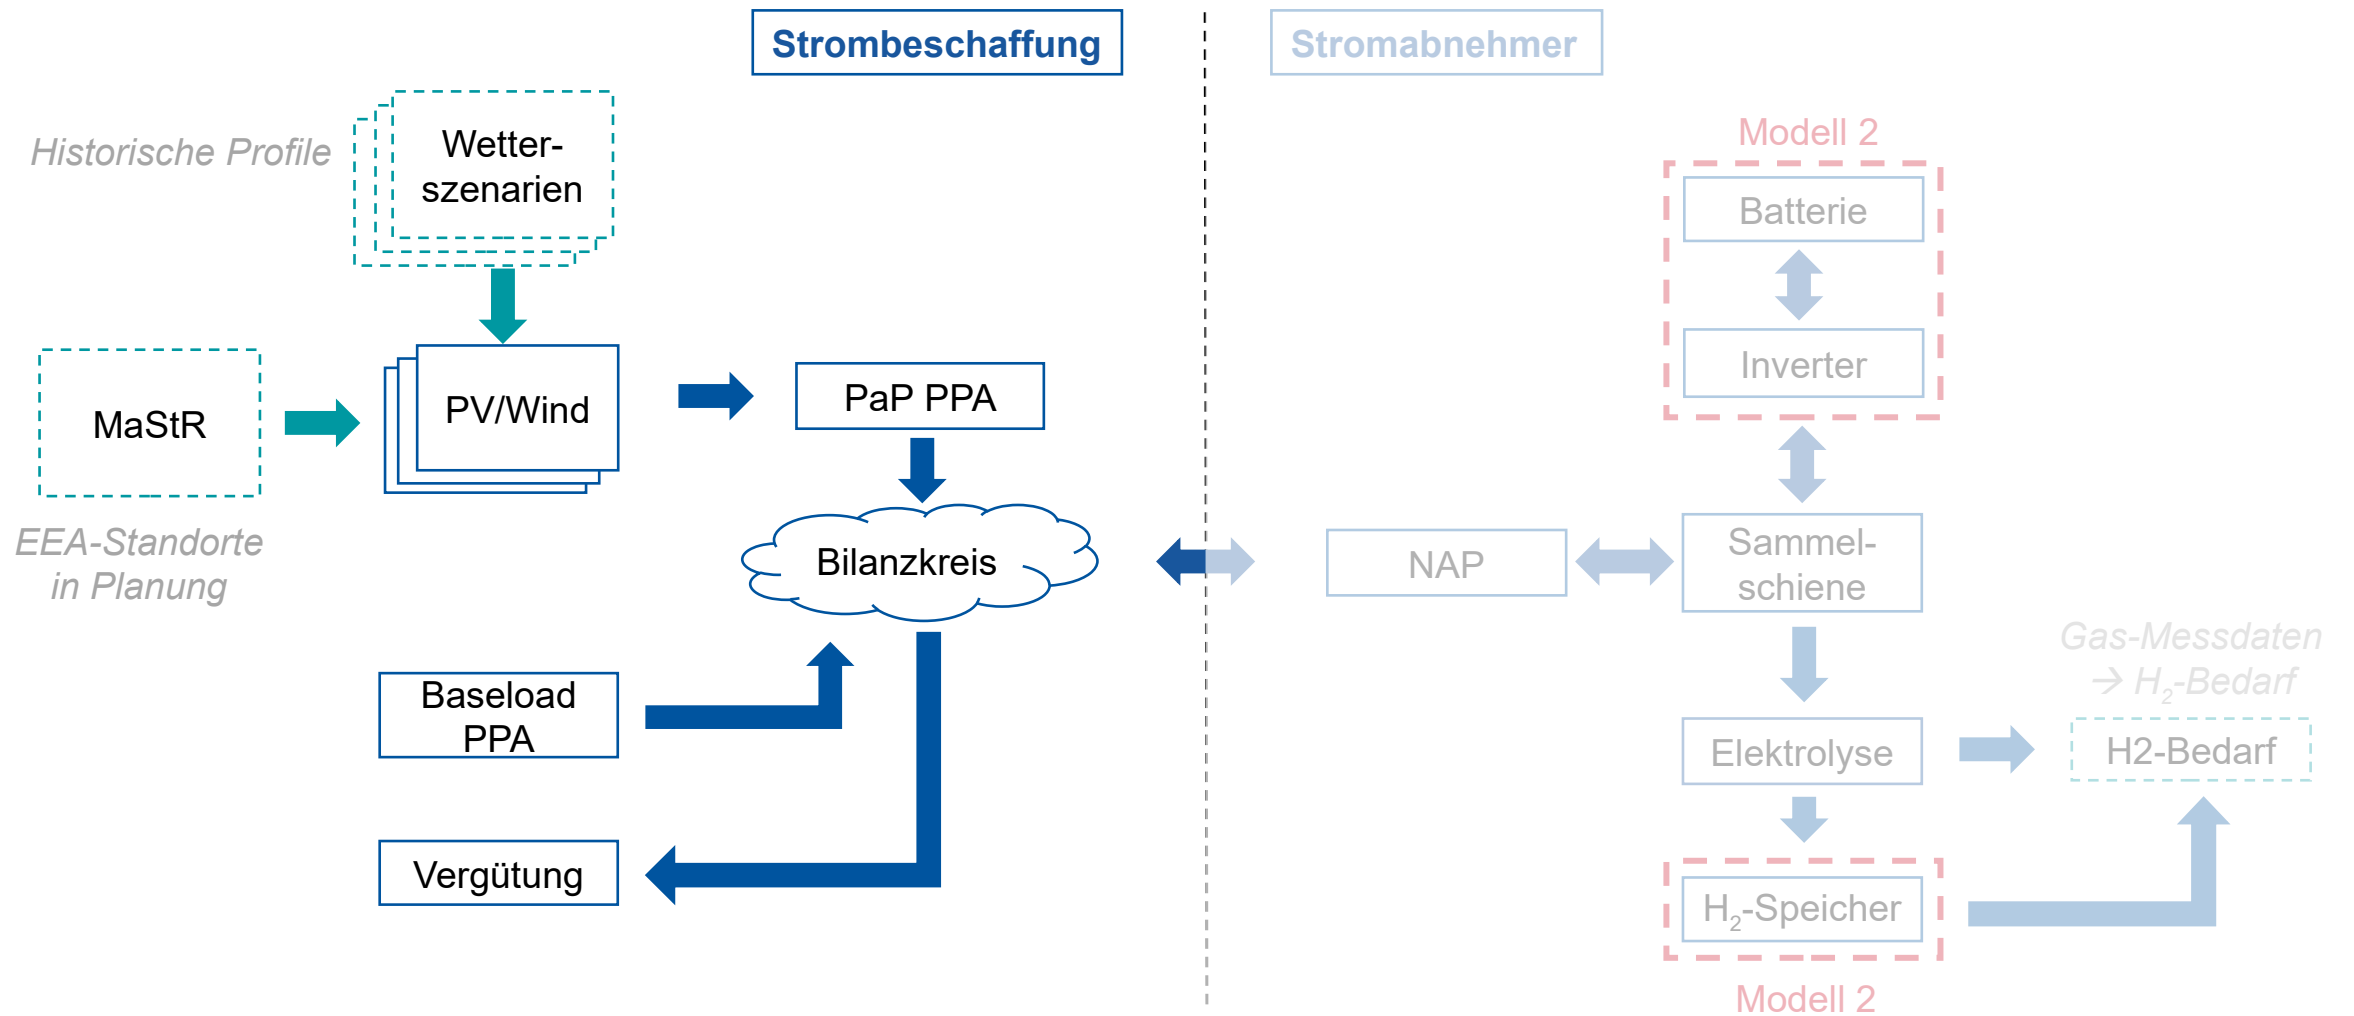 Strombeschaffung
Stromabnehmer
Historische Profile
Wetter-
szenarien
MaStR
EEA-Standorte
in Planung
PV/Wind
PaP PPA
Bilanzkreis
Baseload
PPA
Vergütung
Modell 2
Batterie
Inverter
NAP
Sammel-
schiene
Elektrolyse
Gas-Messdaten
→ H₂-Bedarf
H2-Bedarf
H₂-Speicher
Modell 2